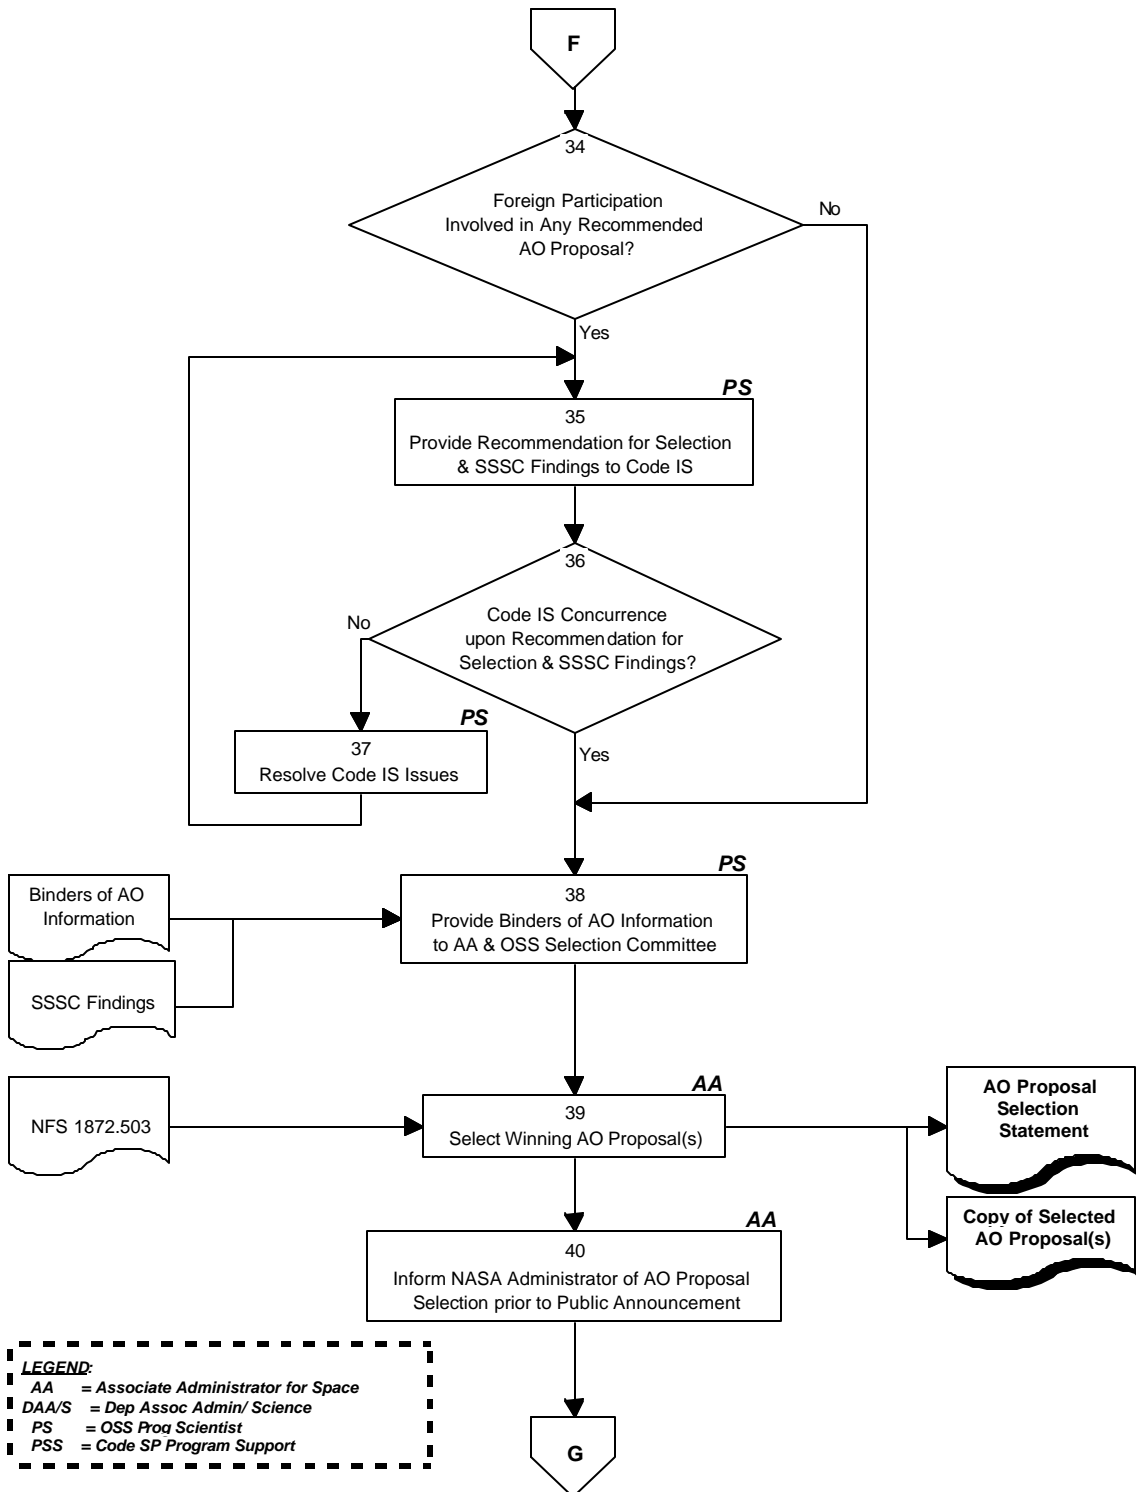 F
34
Foreign Participation
Involved in Any Recommended
AO Proposal?
No
Yes
PS
35
Provide Recommendation for Selection
& SSSC Findings to Code IS
36
Code IS Concurrence
upon Recommendation for
Selection & SSSC Findings?
No
Yes
PS
37
Resolve Code IS Issues
PS
38
Provide Binders of AO Information
to AA & OSS Selection Committee
Binders of AO
Information
SSSC Findings
NFS 1872.503
AA
39
Select Winning AO Proposal(s)
AO Proposal
Selection
Statement
Copy of Selected
AO Proposal(s)
AA
40
Inform NASA Administrator of AO Proposal
Selection prior to Public Announcement
LEGEND:
AA = Associate Administrator for Space
DAA/S = Dep Assoc Admin/ Science
PS = OSS Prog Scientist
PSS = Code SP Program Support
G